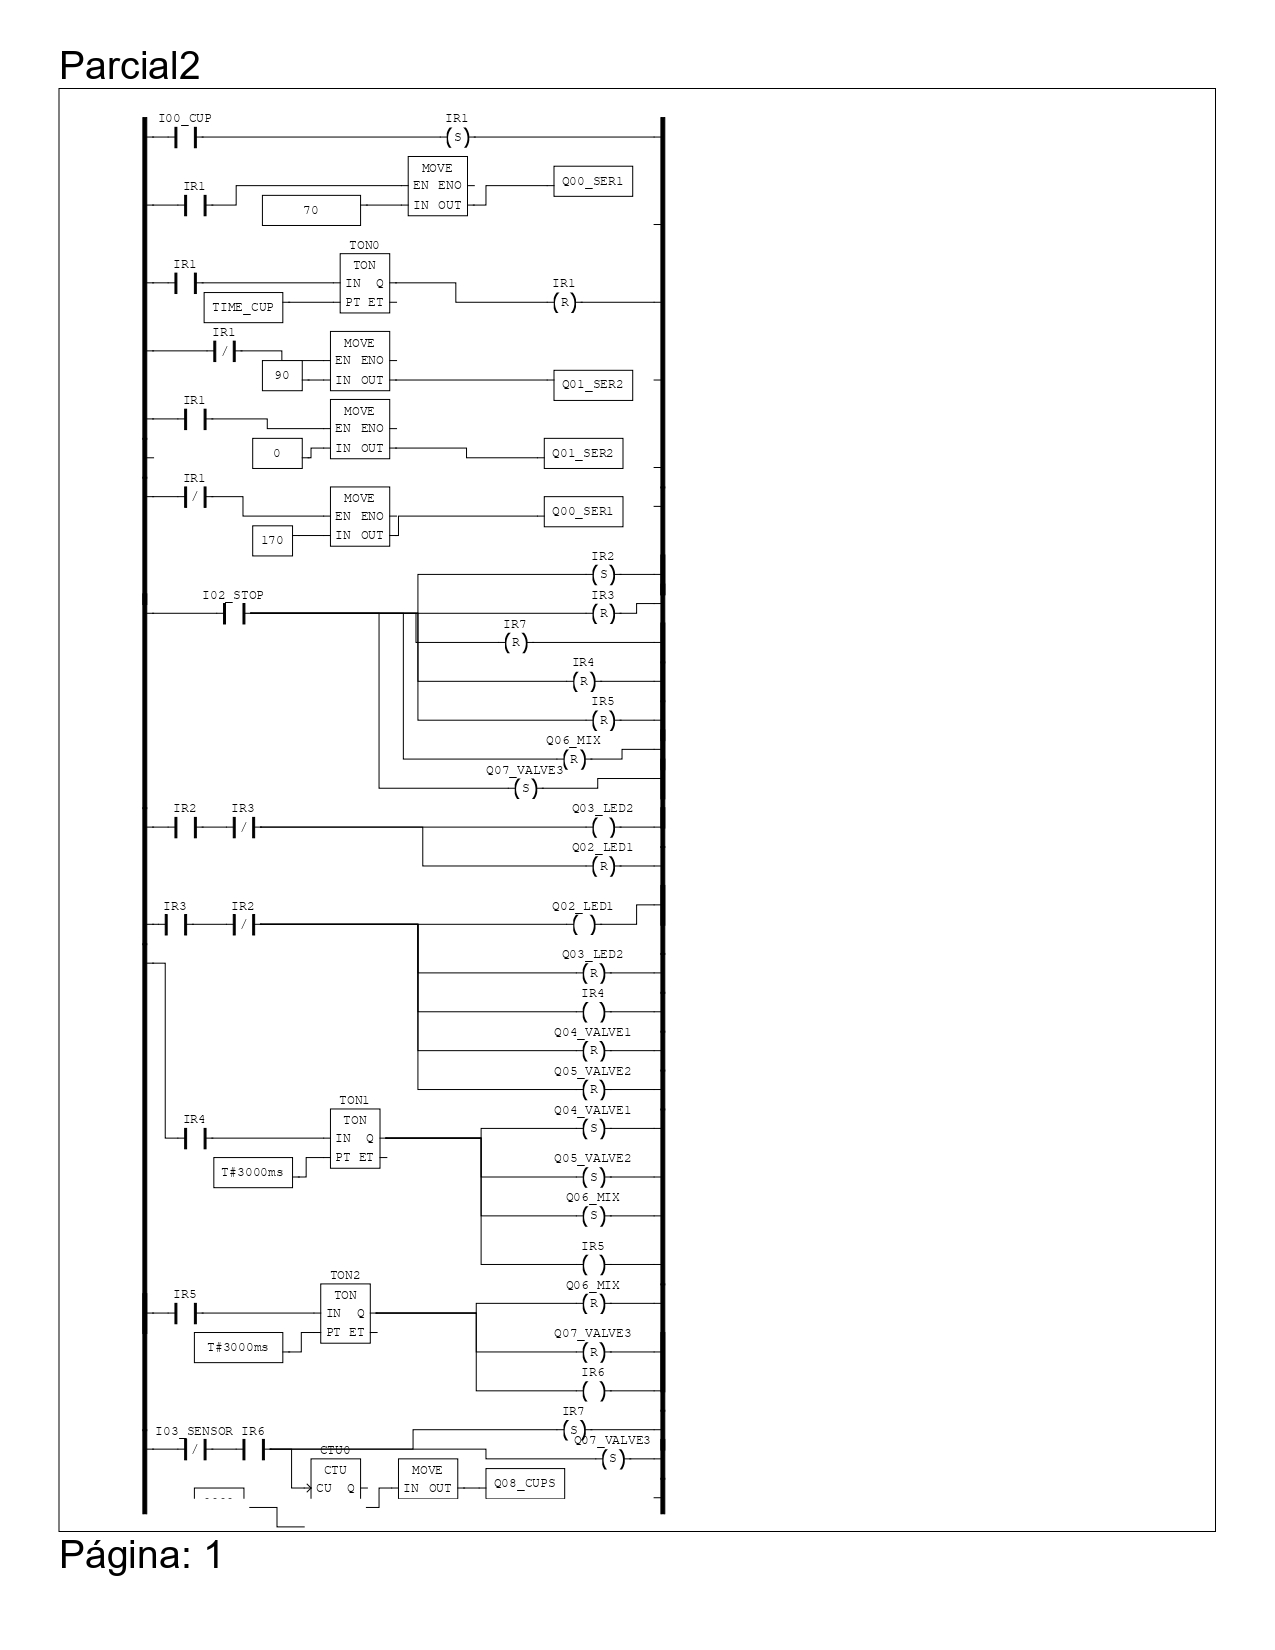 Parcial2
I00_CUP IR1
S
MOVE
IR1 EN ENO Q00_SER1
70 IN OUT
TON0
IR1 TON IR1
IN Q
TIME_CUP PT ET R
IR1 MOVE
/ EN ENO
90 IN OUT Q01_SER2
IR1 MOVE
EN ENO
0 IN OUT Q01_SER2
IR1 MOVE
/ EN ENO Q00_SER1
170 IN OUT
IR2
S
I02_STOP IR3
R
IR7
R
IR4
R
IR5
R
Q06_MIX
R
Q07_VALVE3
S
IR2 IR3 Q03_LED2
/
Q02_LED1
R
IR3 IR2 Q02_LED1
/
Q03_LED2
R
IR4
Q04_VALVE1
R
Q05_VALVE2
R
TON1 Q04_VALVE1
IR4 TON S
IN Q
T#3000ms PT ET Q05_VALVE2
S
Q06_MIX
S
IR5
TON2 Q06_MIX
IR5 TON R
IN Q
T#3000ms PT ET Q07_VALVE3
R
IR6
IR7
S
I03_SENSOR IR6 Q07_VALVE3
/ CTU0 S
CTU MOVE
CU Q IN OUT Q08_CUPS
Página: 1